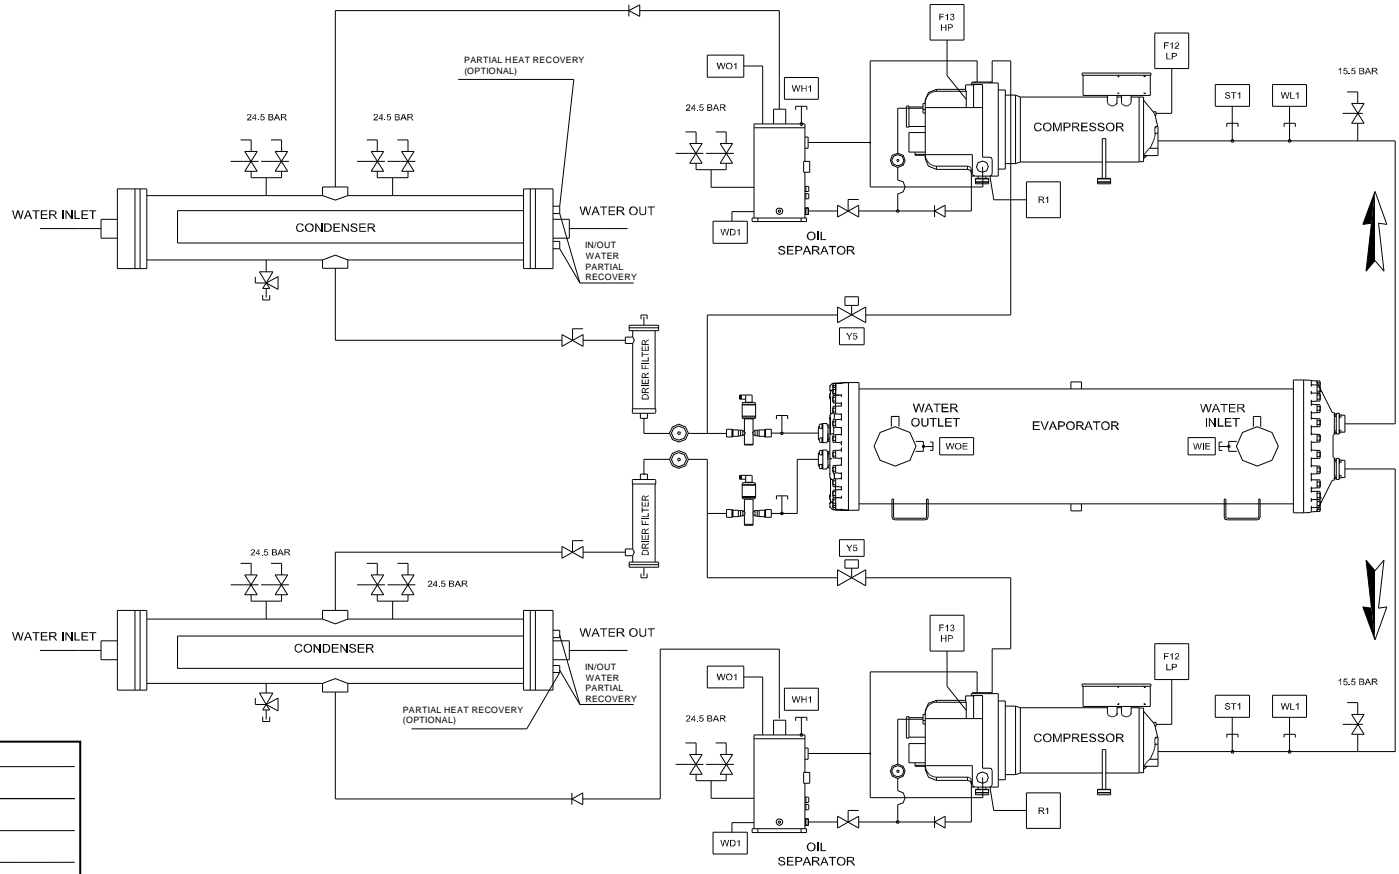 F13
HP
F12
LP
PARTIAL HEAT RECOVERY
(OPTIONAL)
WO1
WH1
15.5 BAR
ST1
WL1
24.5 BAR
24.5 BAR
24.5 BAR
COMPRESSOR
WATER INLET
CONDENSER
WATER OUT
R1
WD1
OIL
SEPARATOR
IN/OUT
WATER
PARTIAL
RECOVERY
Y5
DRIER FILTER
WATER
OUTLET
WOE
EVAPORATOR
WATER
INLET
WIE
DRIER FILTER
Y5
24.5 BAR
24.5 BAR
WATER INLET
CONDENSER
WATER OUT
IN/OUT
WATER
PARTIAL
RECOVERY
PARTIAL HEAT RECOVERY
(OPTIONAL)
F13
HP
F12
LP
WO1
WH1
15.5 BAR
ST1
WL1
24.5 BAR
COMPRESSOR
R1
WD1
OIL
SEPARATOR